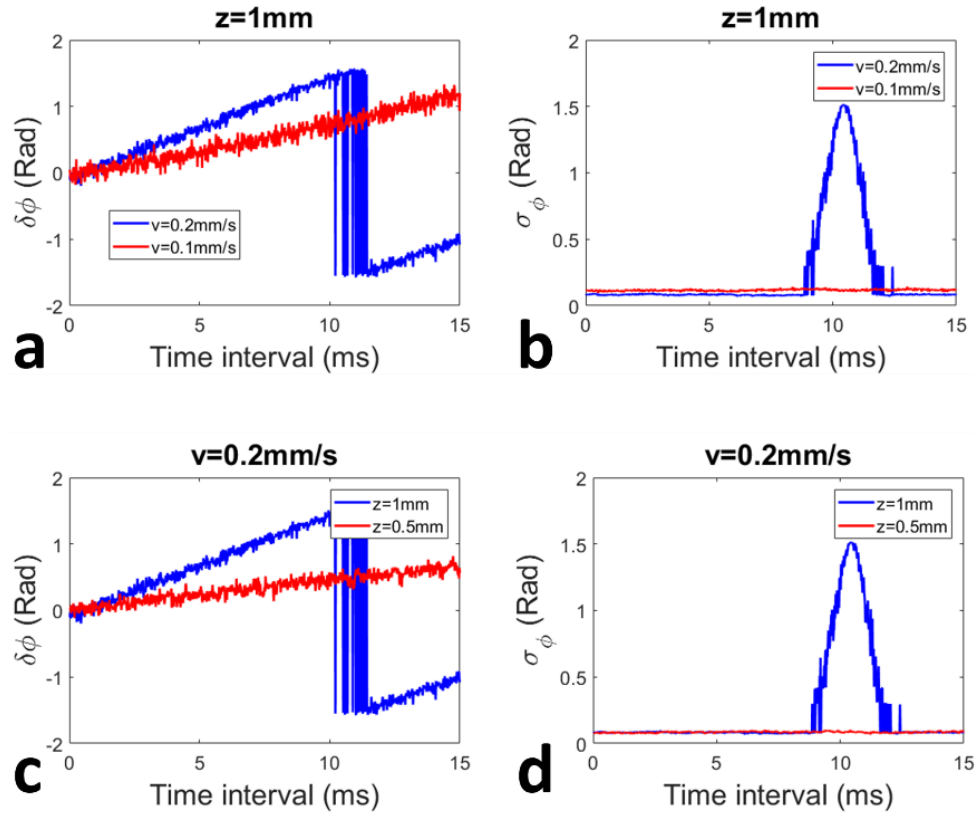 z=1mm
2
1
0
-1
-2
δϕ (Rad)
v=0.2mm/s
v=0.1mm/s
0
5
10
15
Time interval (ms)
a
z=1mm
2
1.5
1
0.5
0
σϕ (Rad)
v=0.2mm/s
v=0.1mm/s
0
5
10
15
Time interval (ms)
b
v=0.2mm/s
2
1
0
-1
-2
δϕ (Rad)
z=1mm
z=0.5mm
0
5
10
15
Time interval (ms)
c
v=0.2mm/s
2
1.5
1
0.5
0
σϕ (Rad)
z=1mm
z=0.5mm
0
5
10
15
Time interval (ms)
d